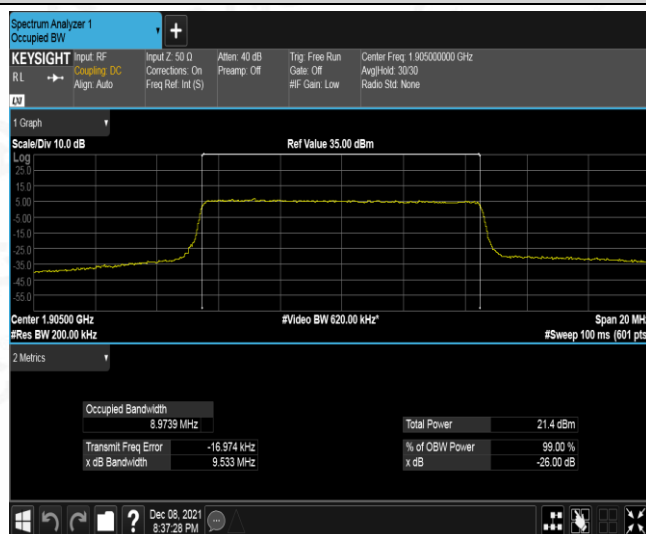 Spectrum Analyzer 1
Occupied BW
KEYSIGHT Input: RF Input Z: 50 Ω Atten: 40 dB Trig: Free Run Center Freq: 1.905000000 GHz
R L Coupling: DC Corrections: On Preamp: Off Gate: Off Avg|Hold: 30/30
Align: Auto Freq Ref: Int (S) #IF Gain: Low Radio Std: None
LXI
1 Graph
Scale/Div 10.0 dB Ref Value 35.00 dBm
Log
25.0
15.0
5.00
-5.00
-15.0
-25.0
-35.0
-45.0
-55.0
Center 1.90500 GHz #Video BW 620.00 kHz* Span 20 MHz
#Res BW 200.00 kHz #Sweep 100 ms (601 pts
2 Metrics
Occupied Bandwidth
8.9739 MHz Total Power 21.4 dBm
Transmit Freq Error -16.974 kHz % of OBW Power 99.00 %
x dB Bandwidth 9.533 MHz x dB -26.00 dB
? Dec 08, 2021
8:37:28 PM